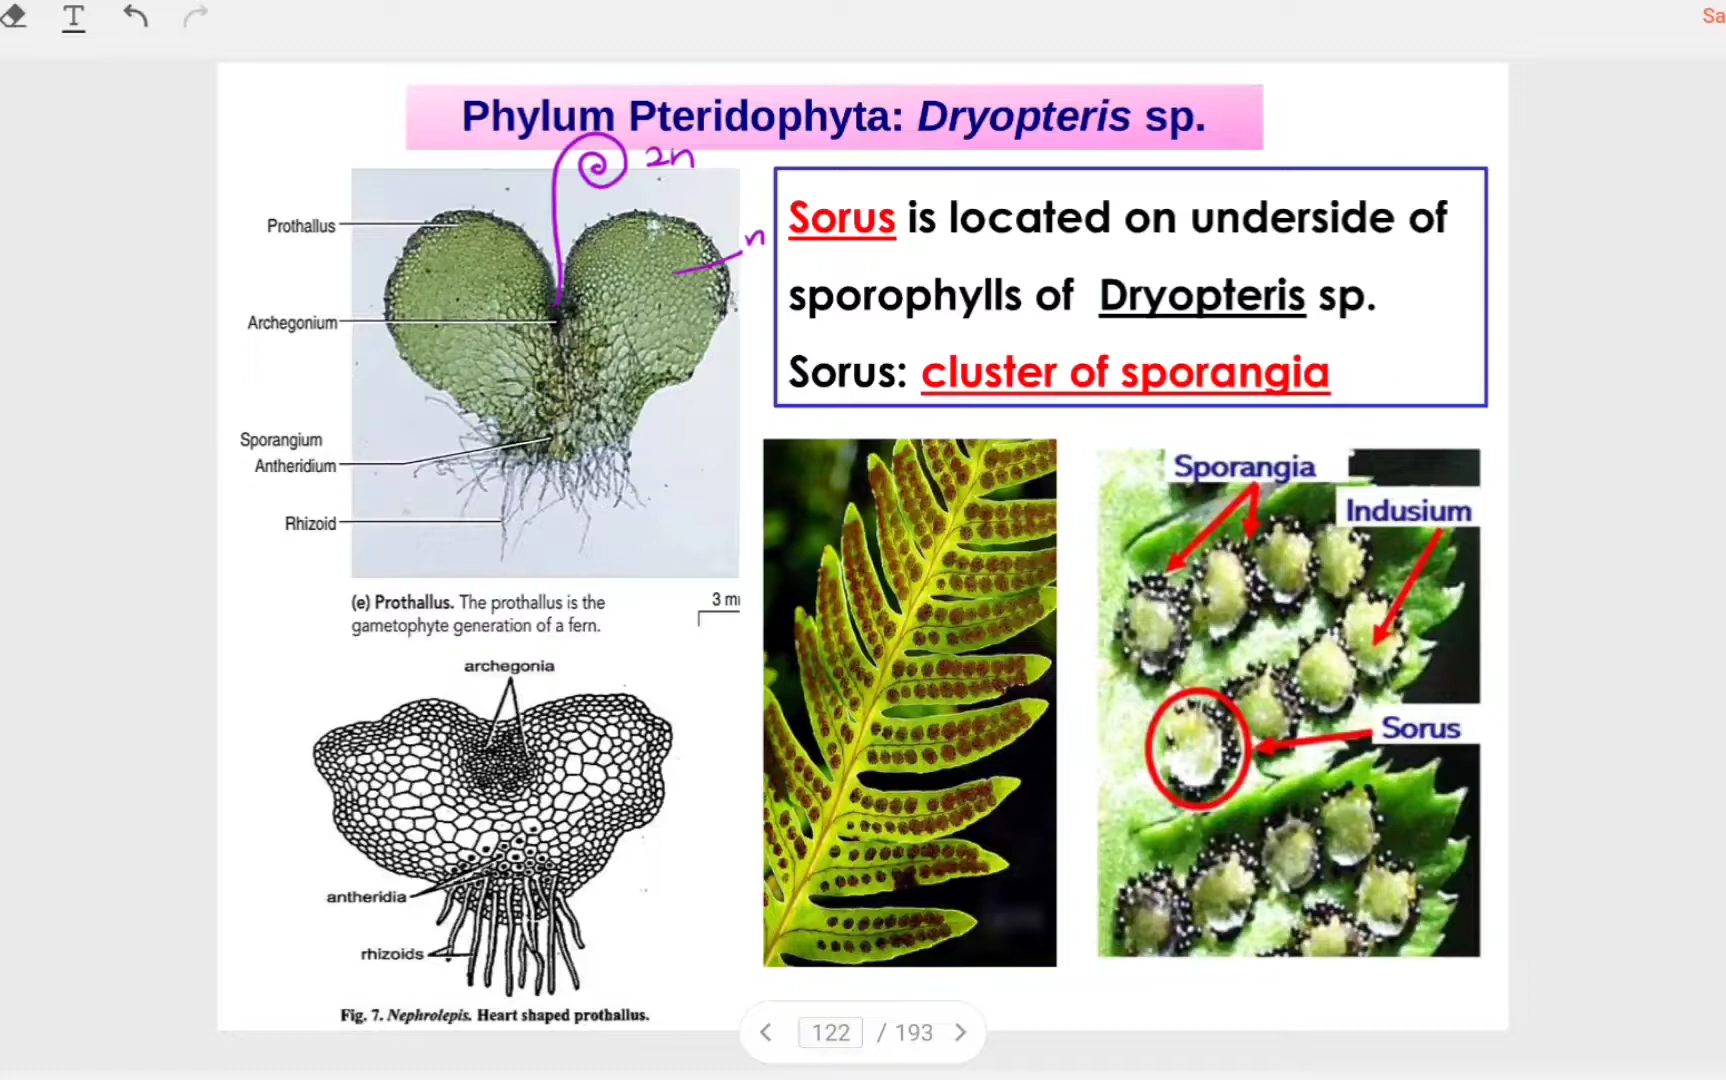 T
Sa
Phylum Pteridophyta: Dryopteris sp.
2n
n
Prothallus
Archegonium
Sporangium
Antheridium
Rhizoid
(e) Prothallus. The prothallus is the
gametophyte generation of a fern.
3 m
archegonia
antheridia
rhizoids
Fig. 7. Nephrolepis. Heart shaped prothallus.
Sorus is located on underside of
sporophylls of Dryopteris sp.
Sorus: cluster of sporangia
Sporangia
Indusium
Sorus
122 / 193